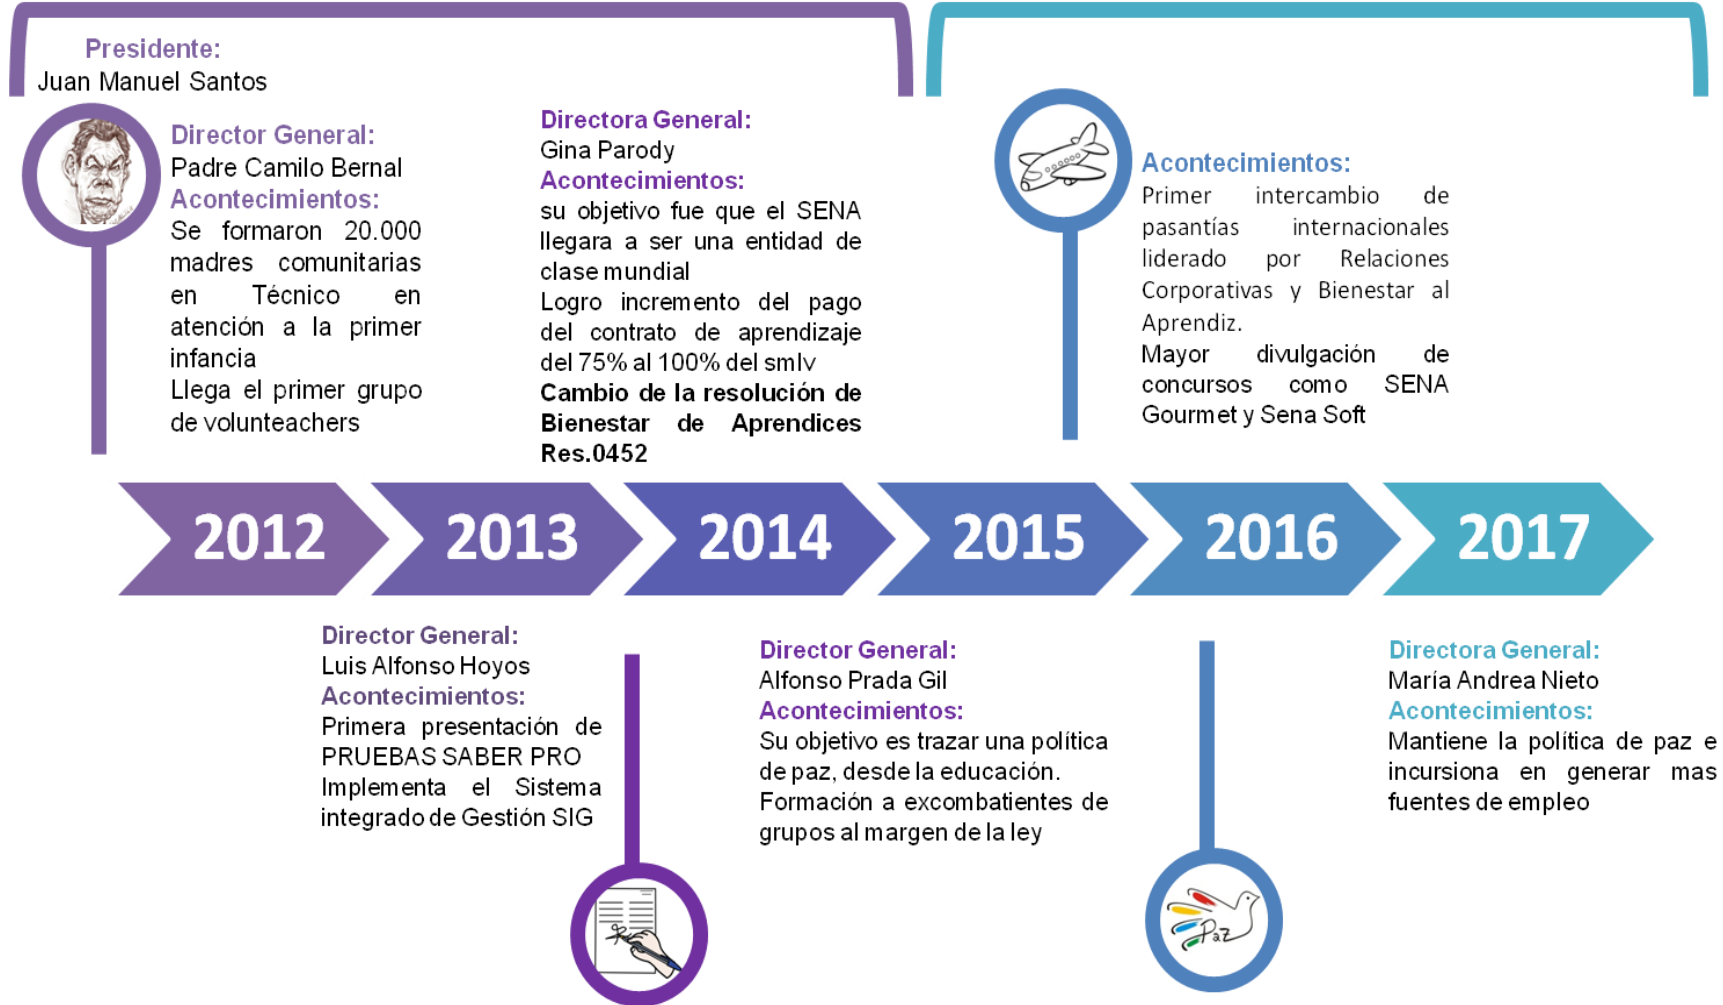 Presidente:
Juan Manuel Santos
Director General:
Padre Camilo Bernal
Acontecimientos:
Se formaron 20.000
madres comunitarias
en Técnico en
atención a la primer
infancia
Llega el primer grupo
de volunteachers
Directora General:
Gina Parody
Acontecimientos:
su objetivo fue que el SENA
llegara a ser una entidad de
clase mundial
Logro incremento del pago
del contrato de aprendizaje
del 75% al 100% del smlv
Cambio de la resolución de
Bienestar de Aprendices
Res.0452
Acontecimientos:
Primer intercambio de
pasantías internacionales
liderado por Relaciones
Corporativas y Bienestar al
Aprendiz.
Mayor divulgación de
concursos como SENA
Gourmet y Sena Soft
2012 2013 2014 2015 2016 2017
Director General:
Luis Alfonso Hoyos
Acontecimientos:
Primera presentación de
PRUEBAS SABER PRO
Implementa el Sistema
integrado de Gestión SIG
Director General:
Alfonso Prada Gil
Acontecimientos:
Su objetivo es trazar una política
de paz, desde la educación.
Formación a excombatientes de
grupos al margen de la ley
Paz
Directora General:
María Andrea Nieto
Acontecimientos:
Mantiene la política de paz e
incursiona en generar mas
fuentes de empleo